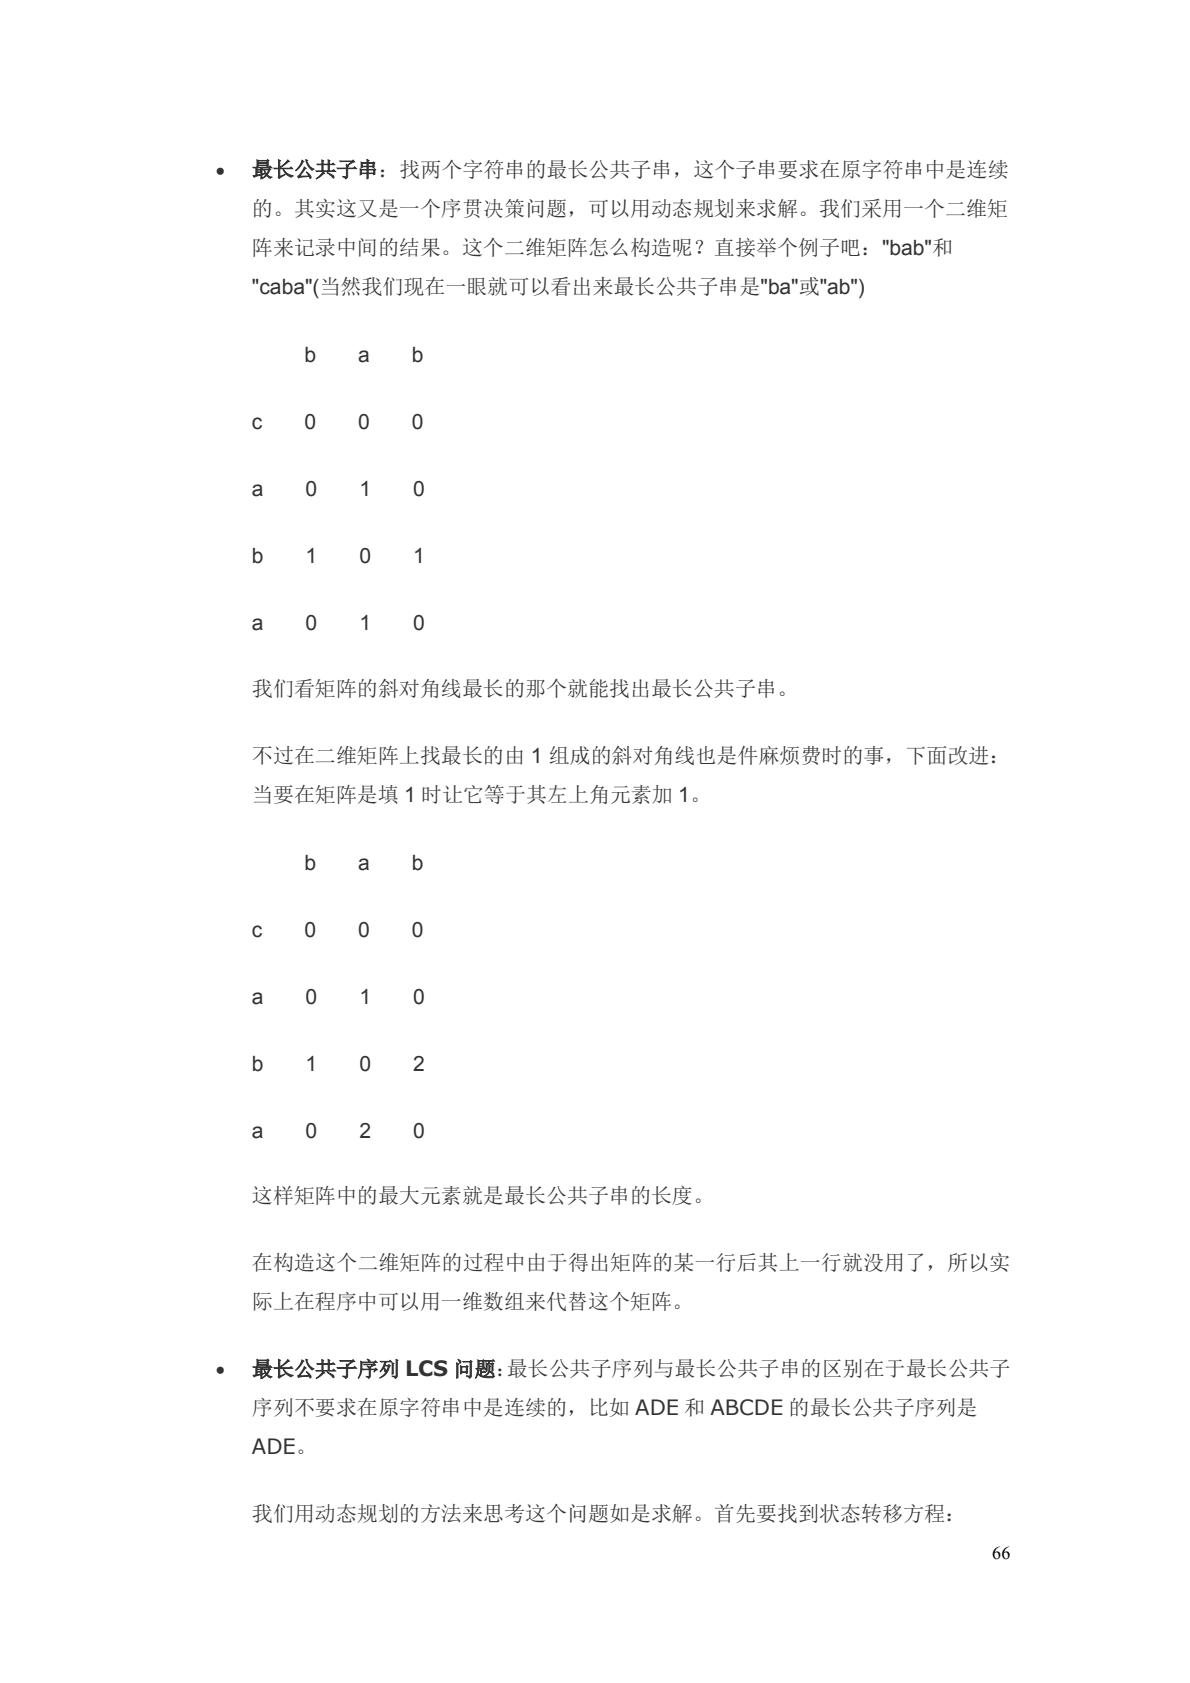 • 最长公共子串：找两个字符串的最长公共子串，这个子串要求在原字符串中是连续
的。其实这又是一个序贯决策问题，可以用动态规划来求解。我们采用一个二维矩
阵来记录中间的结果。这个二维矩阵怎么构造呢？直接举个例子吧："bab"和
"caba"(当然我们现在一眼就可以看出来最长公共子串是"ba"或"ab")
b a b
c 0 0 0
a 0 1 0
b 1 0 1
a 0 1 0
我们看矩阵的斜对角线最长的那个就能找出最长公共子串。
不过在二维矩阵上找最长的由 1 组成的斜对角线也是件麻烦费时的事，下面改进：
当要在矩阵是填 1 时让它等于其左上角元素加 1。
b a b
c 0 0 0
a 0 1 0
b 1 0 2
a 0 2 0
这样矩阵中的最大元素就是最长公共子串的长度。
在构造这个二维矩阵的过程中由于得出矩阵的某一行后其上一行就没用了，所以实
际上在程序中可以用一维数组来代替这个矩阵。
• 最长公共子序列 LCS 问题：最长公共子序列与最长公共子串的区别在于最长公共子
序列不要求在原字符串中是连续的，比如 ADE 和 ABCDE 的最长公共子序列是
ADE。
我们用动态规划的方法来思考这个问题如是求解。首先要找到状态转移方程：
66